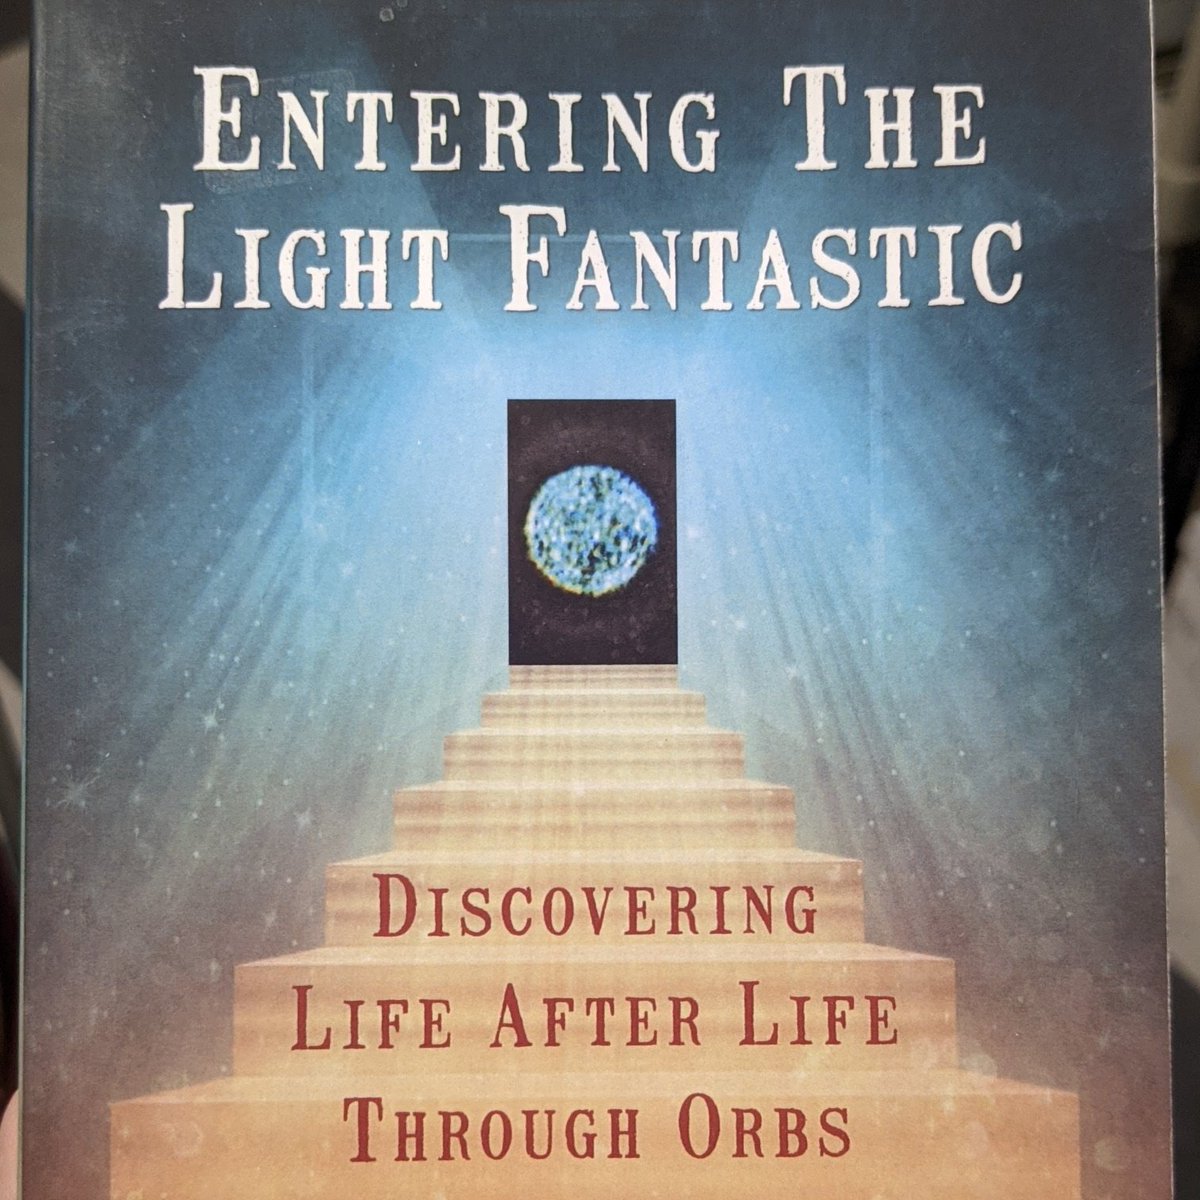 Entering The
Light Fantastic
Discovering
Life After Life
Through Orbs